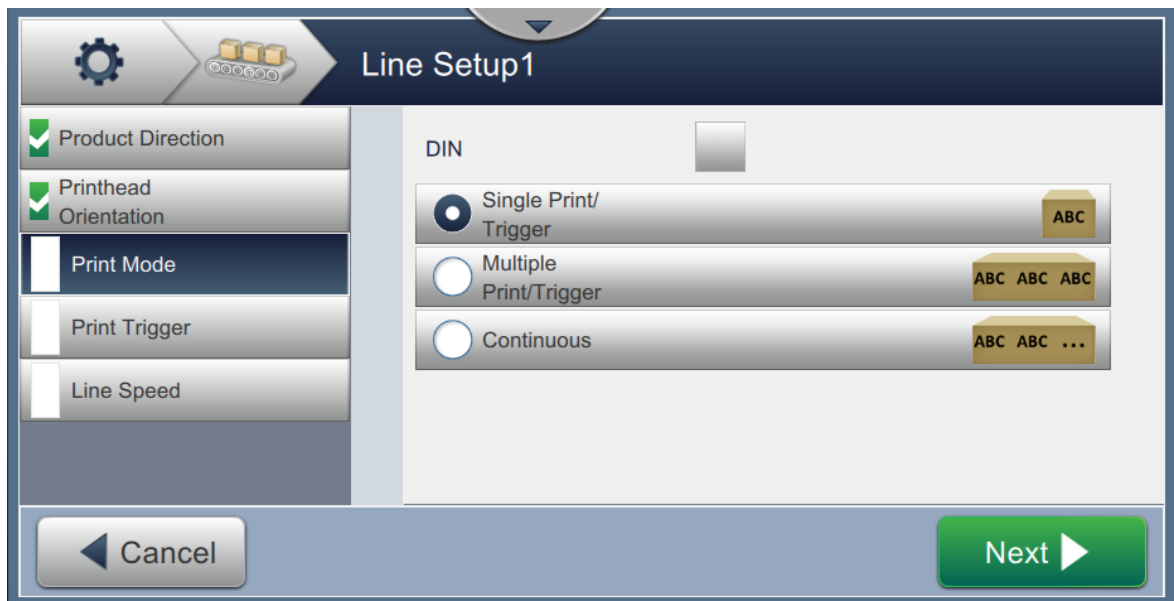 Line Setup1
Product Direction
Printhead
Orientation
Print Mode
Print Trigger
Line Speed
DIN
Single Print/
Trigger
ABC
Multiple
Print/Trigger
ABC ABC ABC
Continuous
ABC ABC ...
Cancel
Next